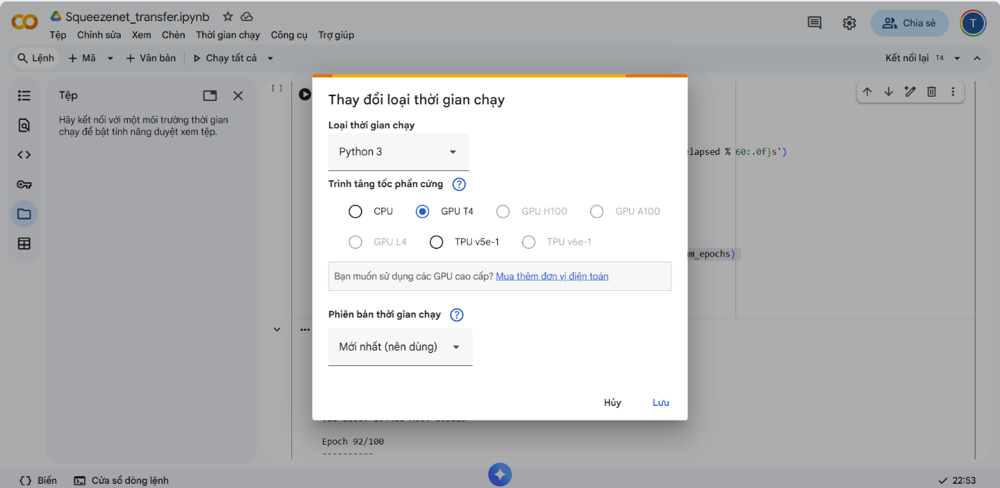 Squeezenet_transfer.ipynb
Tệp Chỉnh sửa Xem Chèn Thời gian chạy Công cụ Trợ giúp
Chia sẻ
T
Lệnh + Mã + Văn bản Chạy tất cả
Kết nối lại T4
Tệp
Hãy kết nối với một môi trường thời gian
chạy để bật tính năng duyệt xem tệp.
[ ]
elapsed % 60:.0f}s')
m_epochs)
Thay đổi loại thời gian chạy
Loại thời gian chạy
Python 3
Trình tăng tốc phần cứng ?
CPU GPU T4 GPU H100 GPU A100
GPU L4 TPU v5e-1 TPU v6e-1
Bạn muốn sử dụng các GPU cao cấp? Mua thêm đơn vị điện toán
Phiên bản thời gian chạy ?
Mới nhất (nên dùng)
Hủy Lưu
Epoch 92/100
----------
Biến Cửa sổ dòng lệnh
22:53